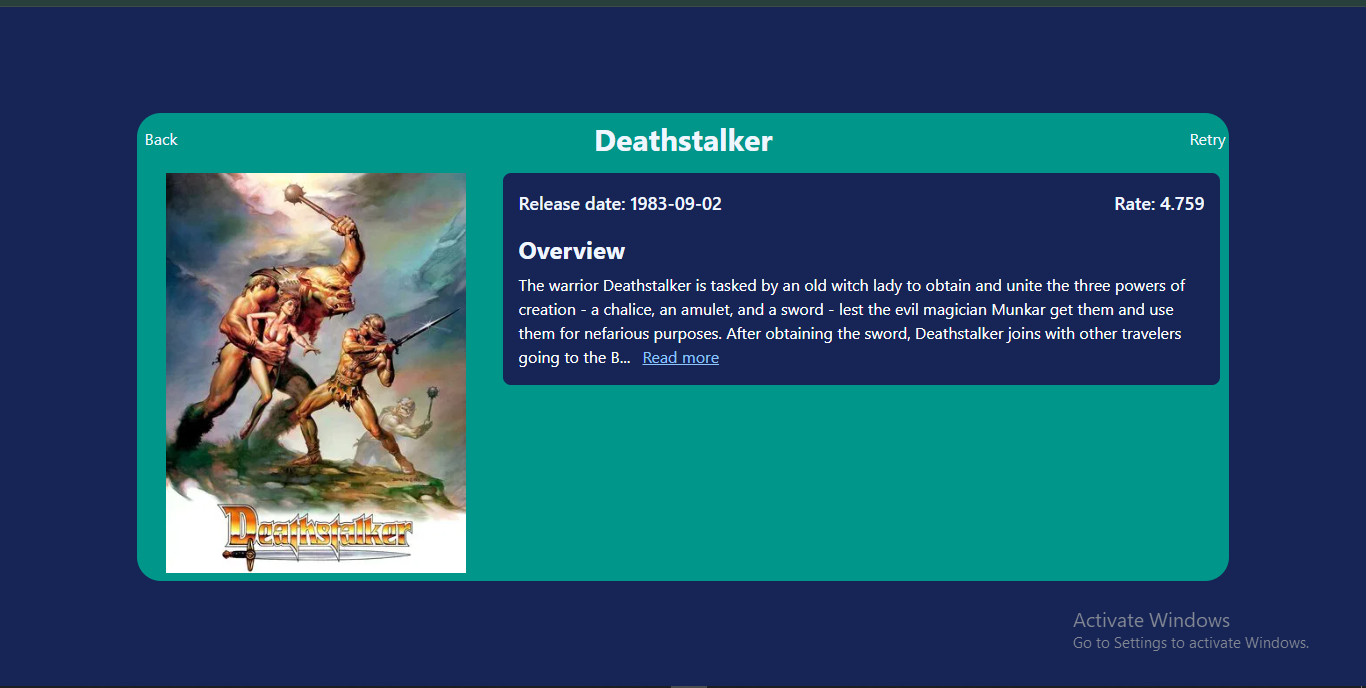 Back
Deathstalker
Retry
Release date: 1983-09-02
Rate: 4.759
Overview
The warrior Deathstalker is tasked by an old witch lady to obtain and unite the three powers of
creation - a chalice, an amulet, and a sword - lest the evil magician Munkar get them and use
them for nefarious purposes. After obtaining the sword, Deathstalker joins with other travelers
going to the B... Read more
Deathstalker
Activate Windows
Go to Settings to activate Windows.